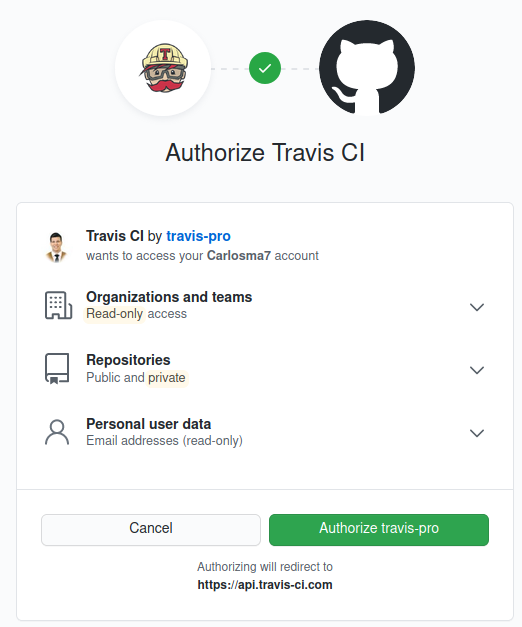 T
Authorize Travis CI
Travis CI by travis-pro
wants to access your Carlosma7 account
Organizations and teams
Read-only access
Repositories
Public and private
Personal user data
Email addresses (read-only)
Cancel
Authorize travis-pro
Authorizing will redirect to
https://api.travis-ci.com